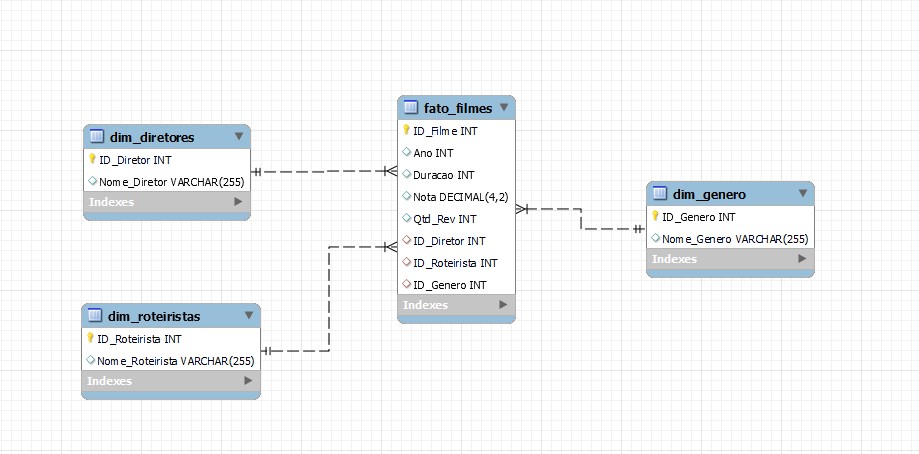 dim_diretores
ID_Diretor INT
Nome_Diretor VARCHAR(255)
Indexes
dim_roteiristas
ID_Roteirista INT
Nome_Roteirista VARCHAR(255)
Indexes
fato_filmes
ID_Filme INT
Ano INT
Duracao INT
Nota DECIMAL(4,2)
Qtd_Rev INT
ID_Diretor INT
ID_Roteirista INT
ID_Genero INT
Indexes
dim_genero
ID_Genero INT
Nome_Genero VARCHAR(255)
Indexes